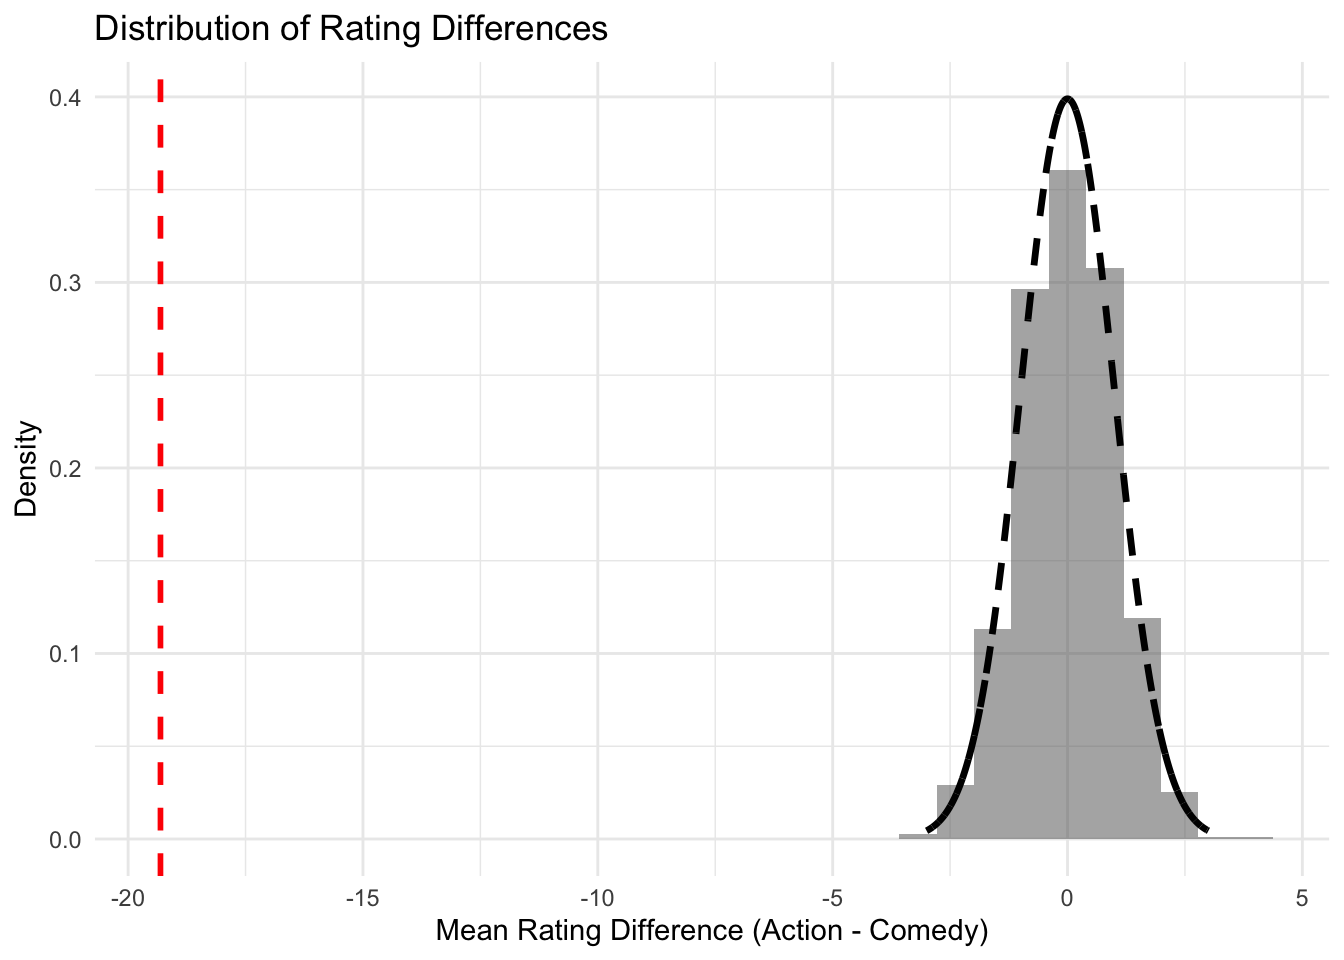 Distribution of Rating Differences
0.4
0.3
0.2
0.1
0.0
Density
-20 -15 -10 -5 0 5
Mean Rating Difference (Action - Comedy)